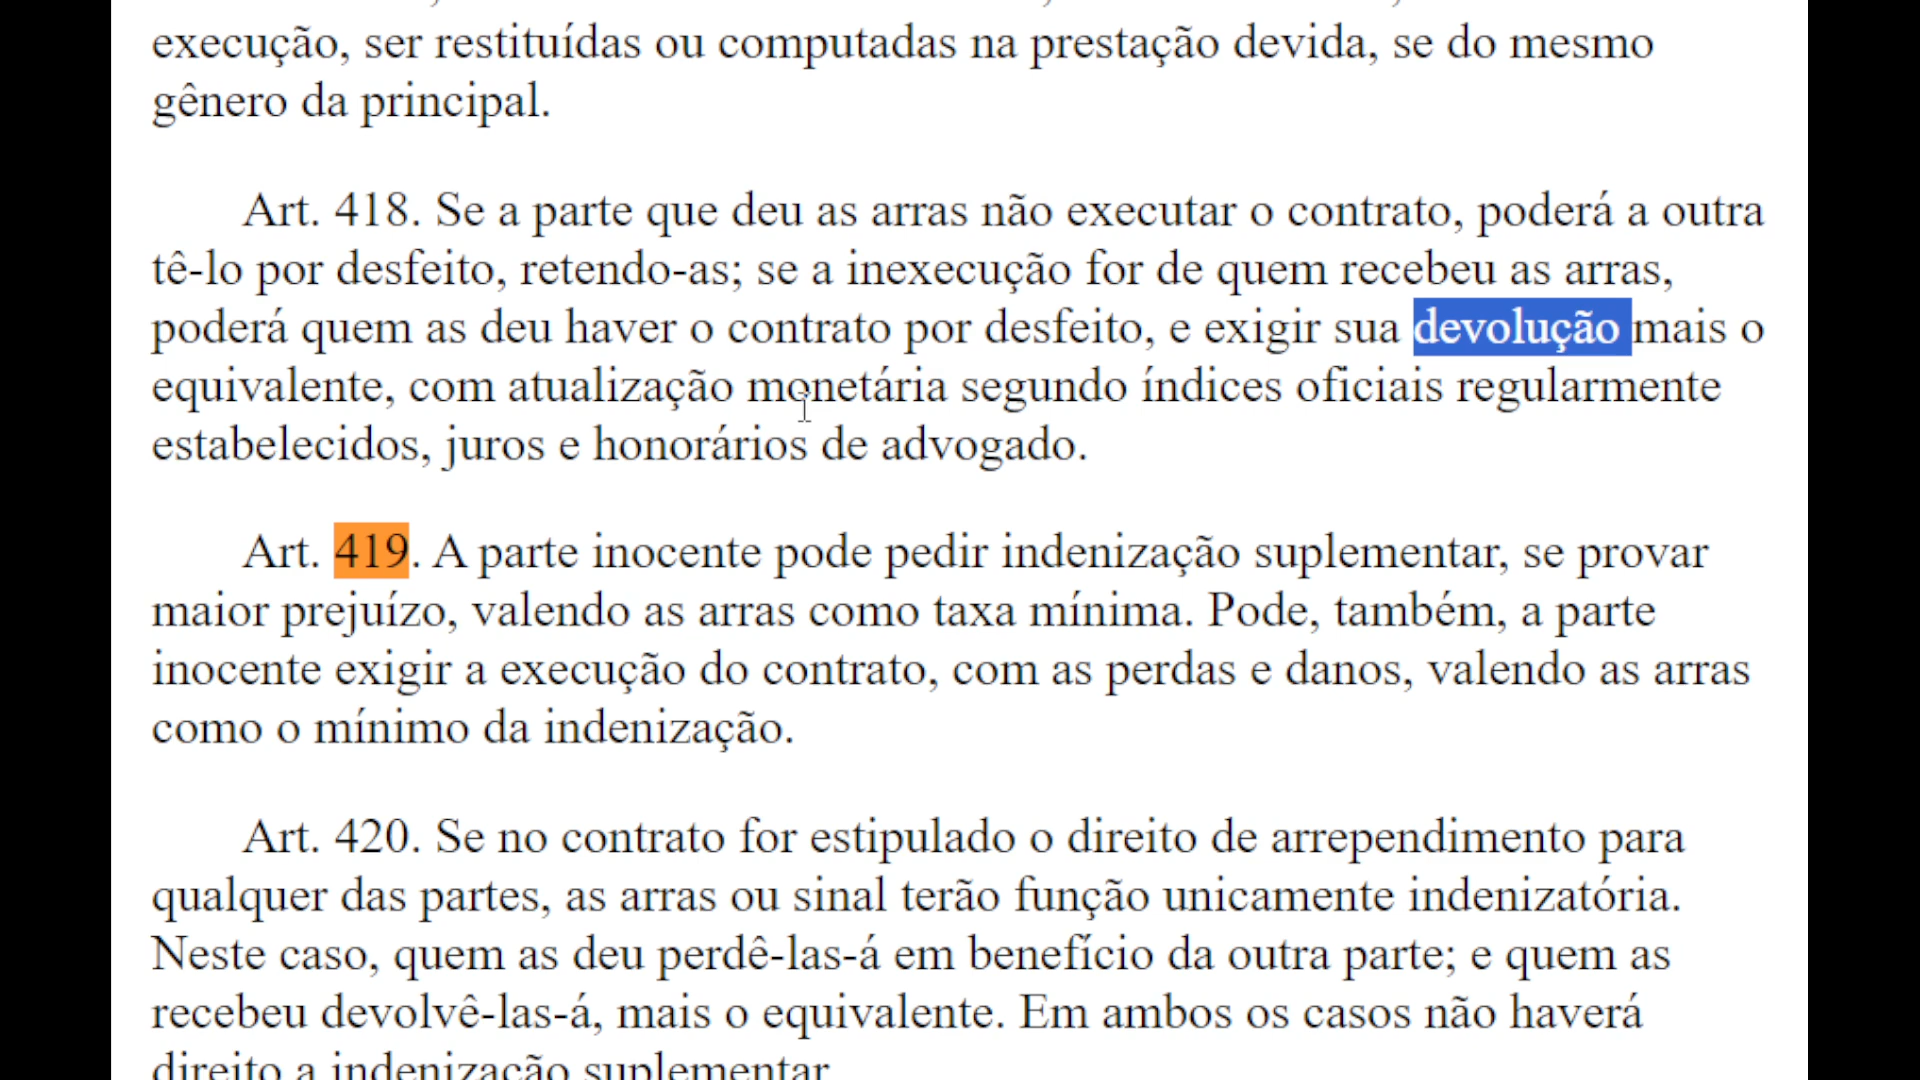 execução, ser restituídas ou computadas na prestação devida, se do mesmo
gênero da principal.
Art. 418. Se a parte que deu as arras não executar o contrato, poderá a outra
tê-lo por desfeito, retendo-as; se a inexecução for de quem recebeu as arras,
poderá quem as deu haver o contrato por desfeito, e exigir sua devolução mais o
equivalente, com atualização monetária segundo índices oficiais regularmente
estabelecidos, juros e honorários de advogado.
Art. 419. A parte inocente pode pedir indenização suplementar, se provar
maior prejuízo, valendo as arras como taxa mínima. Pode, também, a parte
inocente exigir a execução do contrato, com as perdas e danos, valendo as arras
como o mínimo da indenização.
Art. 420. Se no contrato for estipulado o direito de arrependimento para
qualquer das partes, as arras ou sinal terão função unicamente indenizatória.
Neste caso, quem as deu perdê-las-á em benefício da outra parte; e quem as
recebeu devolvê-las-á, mais o equivalente. Em ambos os casos não haverá
direito a indenização suplementar